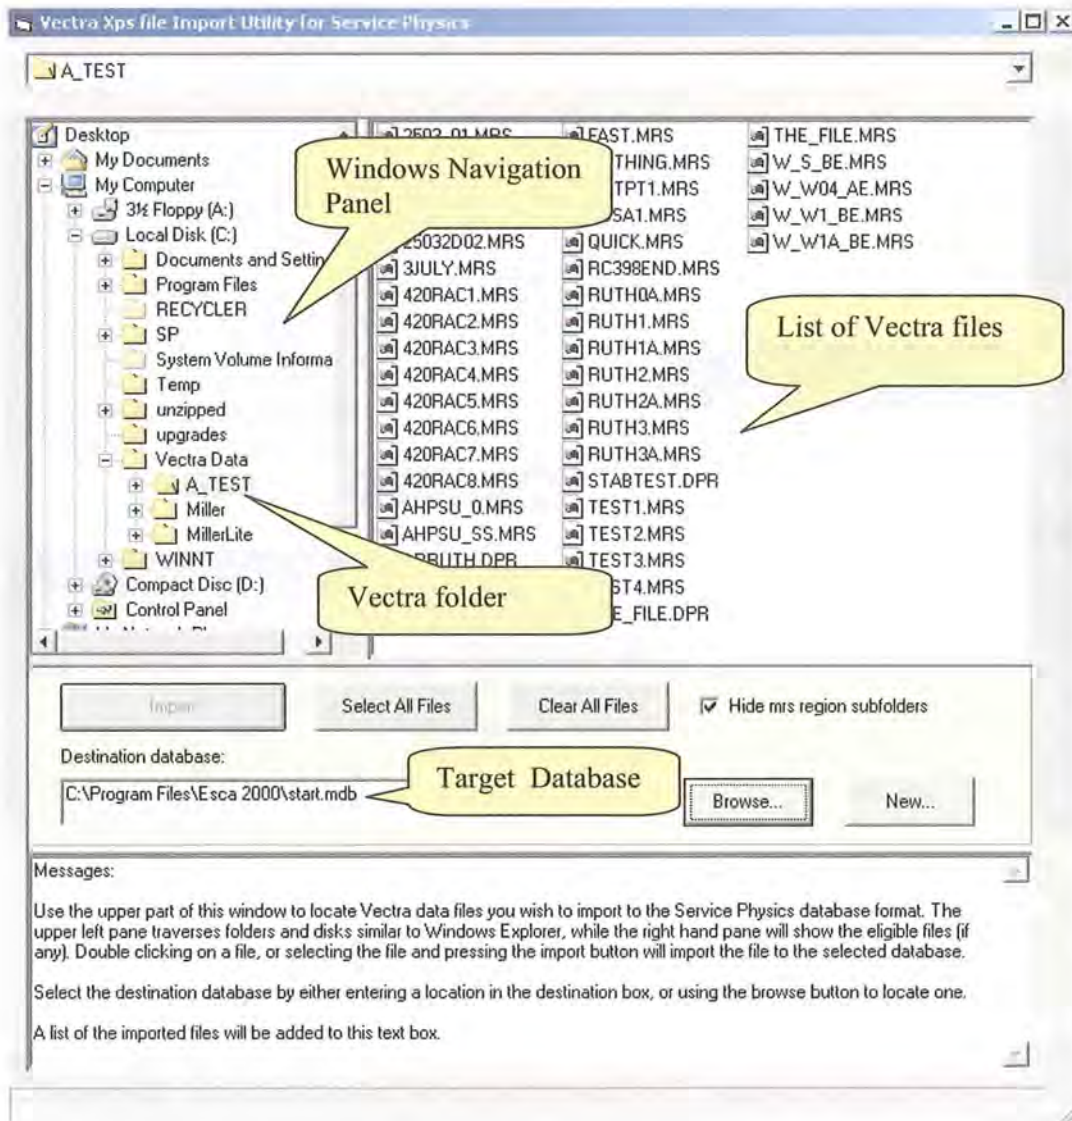 Vectra Xps file Import Utility for Service Physics
A_TEST
Desktop
My Documents
My Computer
3½ Floppy (A:)
Local Disk (C:)
Documents and Settin
Program Files
RECYCLER
SP
System Volume Informa
Temp
unzipped
upgrades
Vectra Data
A_TEST
Miller
MillerLite
WINNT
Compact Disc (D:)
Control Panel
Windows Navigation
Panel
2503_01.MRS
25032D02.MRS
3JULY.MRS
420RAC1.MRS
420RAC2.MRS
420RAC3.MRS
420RAC4.MRS
420RAC5.MRS
420RAC6.MRS
420RAC7.MRS
420RAC8.MRS
AHPSU_0.MRS
AHPSU_SS.MRS
RUTH.DPR
FAST.MRS
THING.MRS
TPT1.MRS
SA1.MRS
QUICK.MRS
RC398END.MRS
RUTH0A.MRS
RUTH1.MRS
RUTH1A.MRS
RUTH2.MRS
RUTH2A.MRS
RUTH3.MRS
RUTH3A.MRS
STABTEST.DPR
TEST1.MRS
TEST2.MRS
TEST3.MRS
ST4.MRS
E_FILE.DPR
THE_FILE.MRS
W_S_BE.MRS
W_W04_AE.MRS
W_W1_BE.MRS
W_W1A_BE.MRS
List of Vectra files
Vectra folder
Import
Select All Files
Clear All Files
Hide mrs region subfolders
Destination database:
C:\Program Files\Esca 2000\start.mdb
Target Database
Browse...
New...
Messages:
Use the upper part of this window to locate Vectra data files you wish to import to the Service Physics database format. The
upper left pane traverses folders and disks similar to Windows Explorer, while the right hand pane will show the eligible files (if
any). Double clicking on a file, or selecting the file and pressing the import button will import the file to the selected database.
Select the destination database by either entering a location in the destination box, or using the browse button to locate one.
A list of the imported files will be added to this text box.